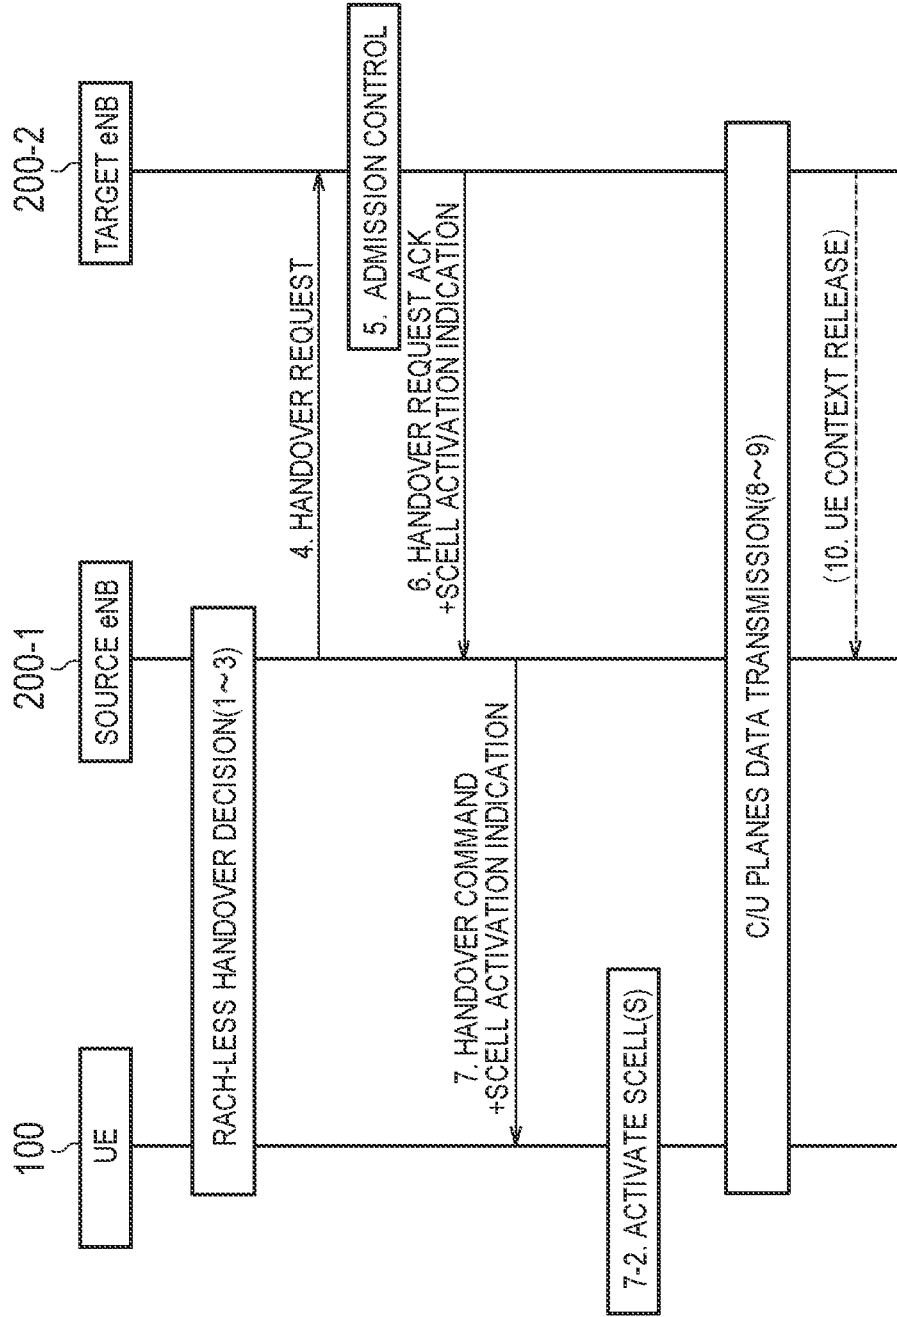 100
200-1
200-2
UE
SOURCE eNB
TARGET eNB
RACH-LESS HANDOVER DECISION(1~3)
4. HANDOVER REQUEST
5. ADMISSION CONTROL
6. HANDOVER REQUEST ACK
+SCELL ACTIVATION INDICATION
7. HANDOVER COMMAND
+SCELL ACTIVATION INDICATION
7-2. ACTIVATE SCELL(S)
C/U PLANES DATA TRANSMISSION(8~9)
(10. UE CONTEXT RELEASE)